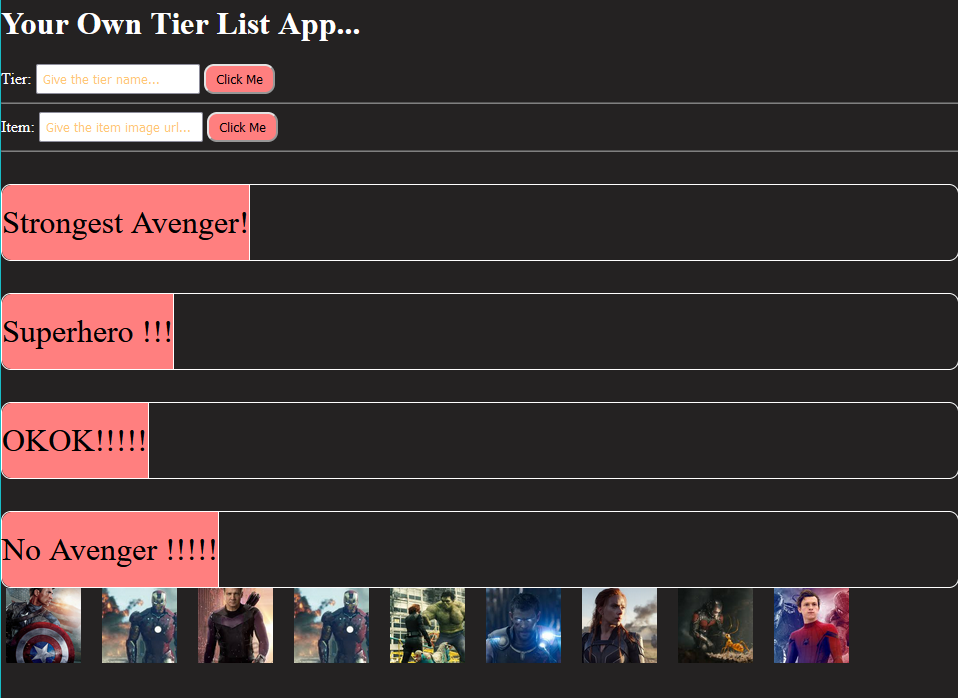 Your Own Tier List App...
Tier: Give the tier name... Click Me
Item: Give the item image url... Click Me
Strongest Avenger!
Superhero !!!
OKOK!!!!!
No Avenger !!!!!